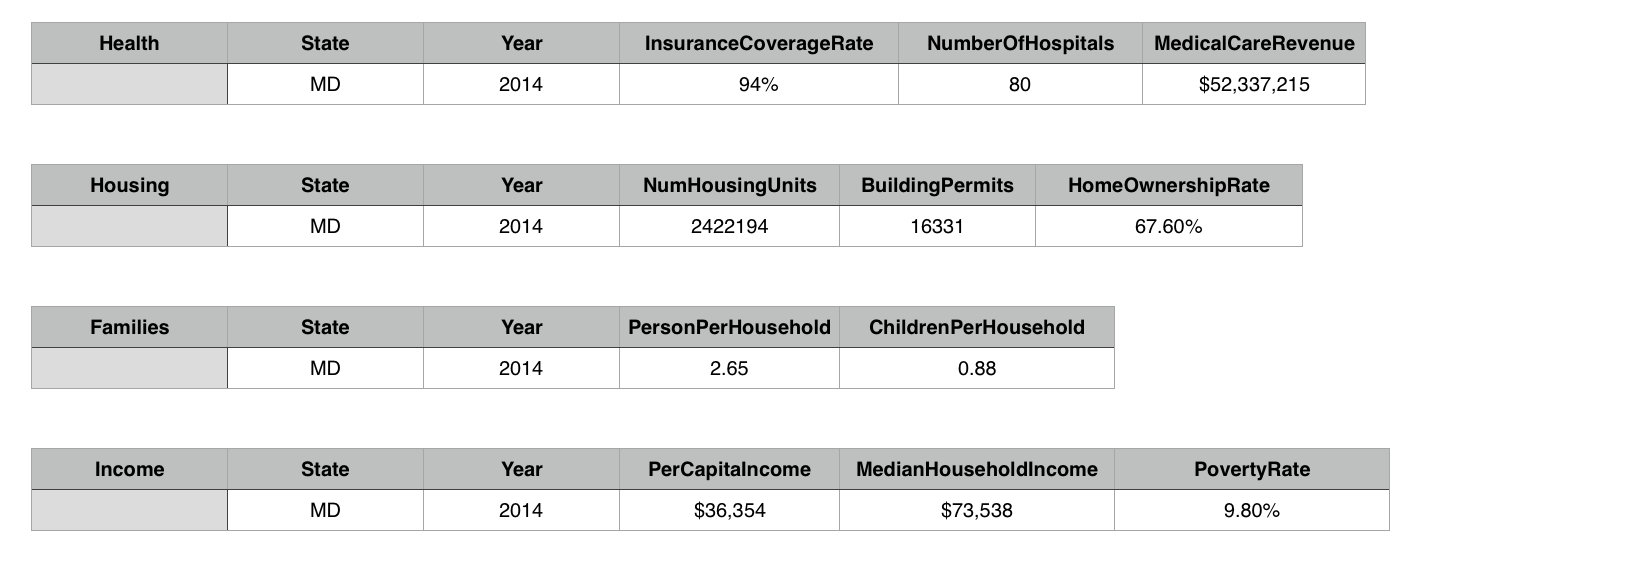 Health State Year InsuranceCoverageRate NumberOfHospitals MedicalCareRevenue
MD 2014 94% 80 $52,337,215
Housing State Year NumHousingUnits BuildingPermits HomeOwnershipRate
MD 2014 2422194 16331 67.60%
Families State Year PersonPerHousehold ChildrenPerHousehold
MD 2014 2.65 0.88
Income State Year PerCapitaIncome MedianHouseholdIncome PovertyRate
MD 2014 $36,354 $73,538 9.80%